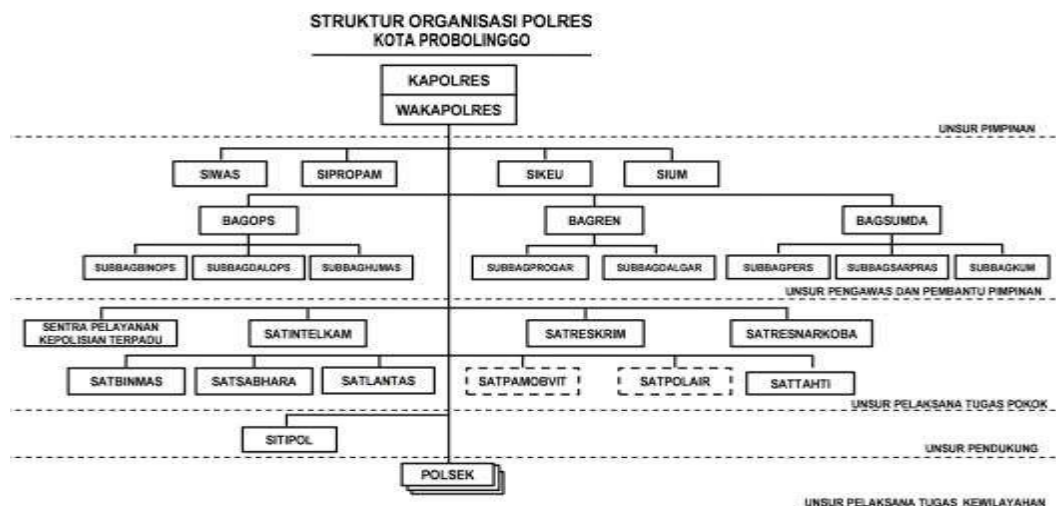 STRUKTUR ORGANISASI POLRES
KOTA PROBOLINGGO
KAPOLRES
WAKAPOLRES
UNSUR PIMPINAN
SIWAS
SIPROPAM
SIKEU
SIUM
BAGOPS
BAGREN
BAGSUMDA
SUBBAGBINOPS
SUBBAGDALOPS
SUBBAGHUMAS
SUBBAGPROGAR
SUBBAGDALGAR
SUBBAGPERS
SUBBAGSARPRAS
SUBBAGKUM
UNSUR PENGAWAS DAN PEMBANTU PIMPINAN
SENTRA PELAYANAN
KEPOLISIAN TERPADU
SATINTELKAM
SATRESKRIM
SATRESNARKOBA
SATBINMAS
SATSABHARA
SATLANTAS
SATPAMOBVIT
SATPOLAIR
SATTAHTI
UNSUR PELAKSANA TUGAS POKOK
SITIPOL
UNSUR PENDUKUNG
POLSEK
UNSUR PELAKSANA TUGAS KEWILAYAHAN